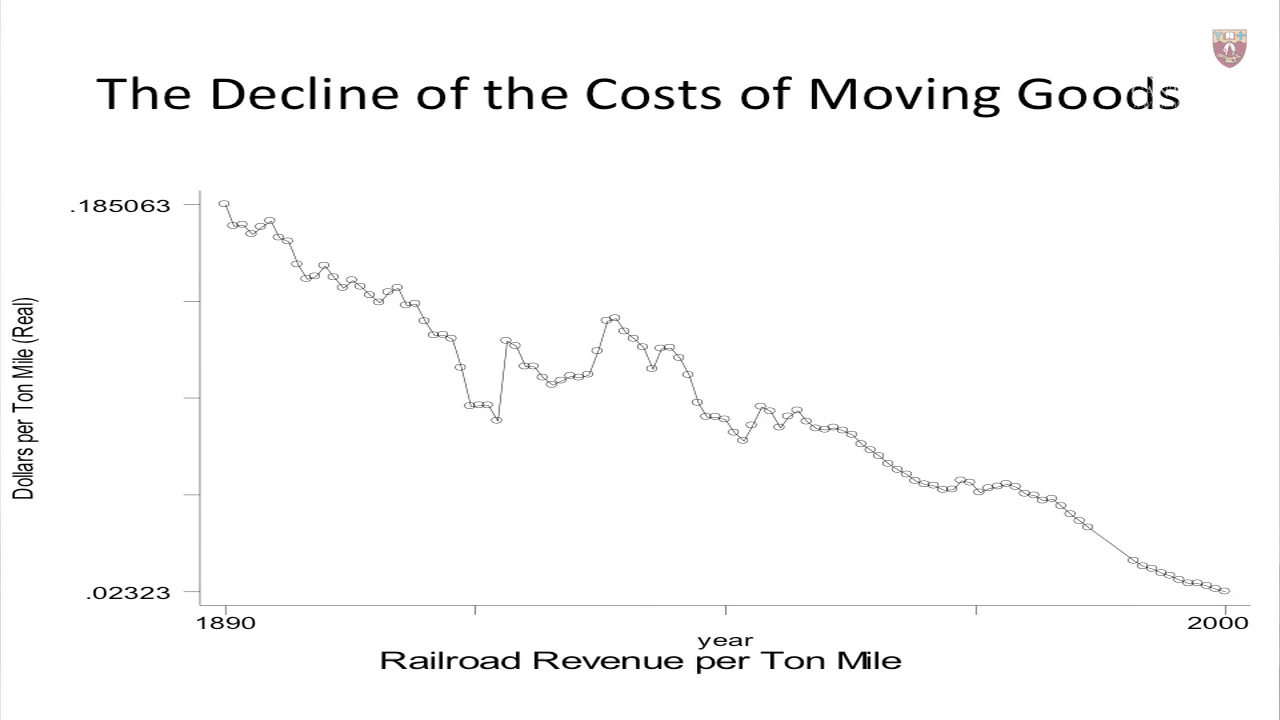 The Decline of the Costs of Moving Goods
.185063
Dollars per Ton Mile (Real)
.02323
1890
2000
year
Railroad Revenue per Ton Mile